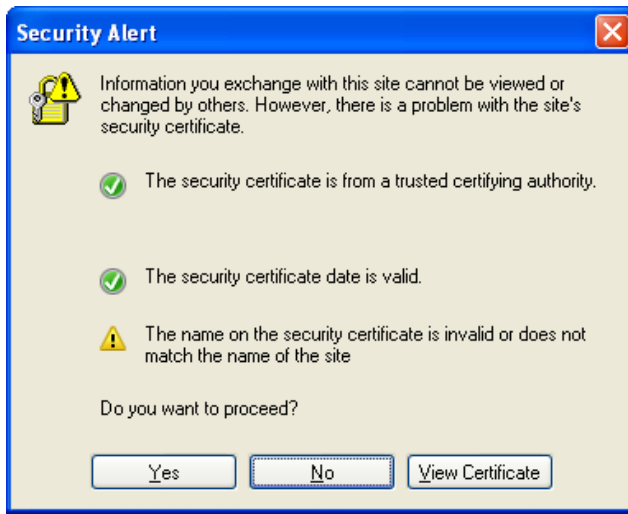 Security Alert
Information you exchange with this site cannot be viewed or
changed by others. However, there is a problem with the site's
security certificate.
The security certificate is from a trusted certifying authority.
The security certificate date is valid.
The name on the security certificate is invalid or does not
match the name of the site
Do you want to proceed?
Yes
No
View Certificate